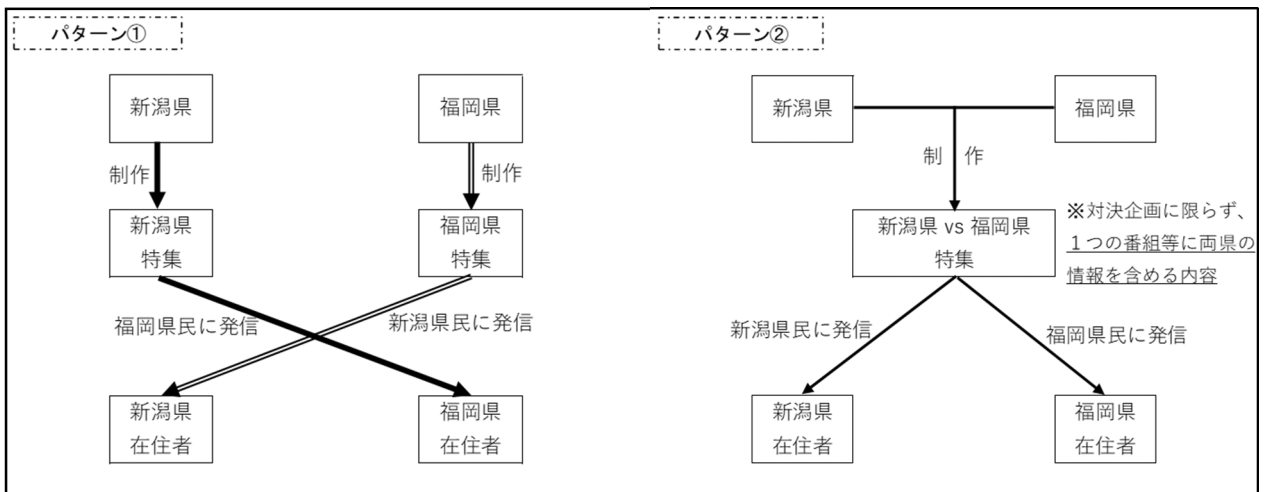 パターン①
新潟県
福岡県
制作
制作
新潟県
特集
福岡県
特集
福岡県民に発信
新潟県民に発信
新潟県
在住者
福岡県
在住者
パターン②
新潟県
福岡県
制 作
新潟県 vs 福岡県
特集
※対決企画に限らず、
１つの番組等に両県の
情報を含める内容
新潟県民に発信
福岡県民に発信
新潟県
在住者
福岡県
在住者